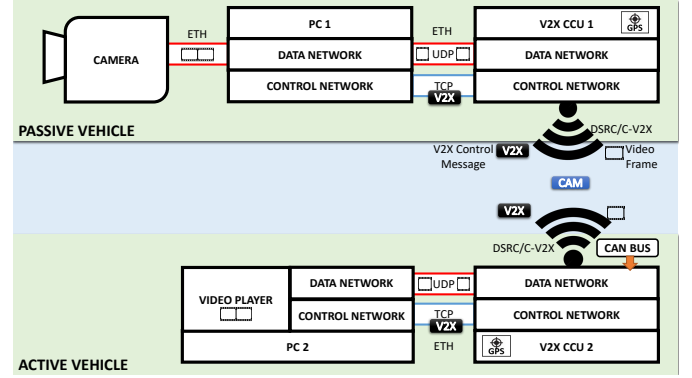 ETH
PC 1
ETH
V2X CCU 1
GPS
CAMERA
DATA NETWORK
UDP
DATA NETWORK
CONTROL NETWORK
TCP
V2X
CONTROL NETWORK
PASSIVE VEHICLE
DSRC/C-V2X
V2X Control
Message
V2X
Video
Frame
CAM
V2X
DSRC/C-V2X
CAN BUS
VIDEO PLAYER
DATA NETWORK
UDP
DATA NETWORK
CONTROL NETWORK
TCP
V2X
CONTROL NETWORK
PC 2
ETH
GPS
V2X CCU 2
ACTIVE VEHICLE